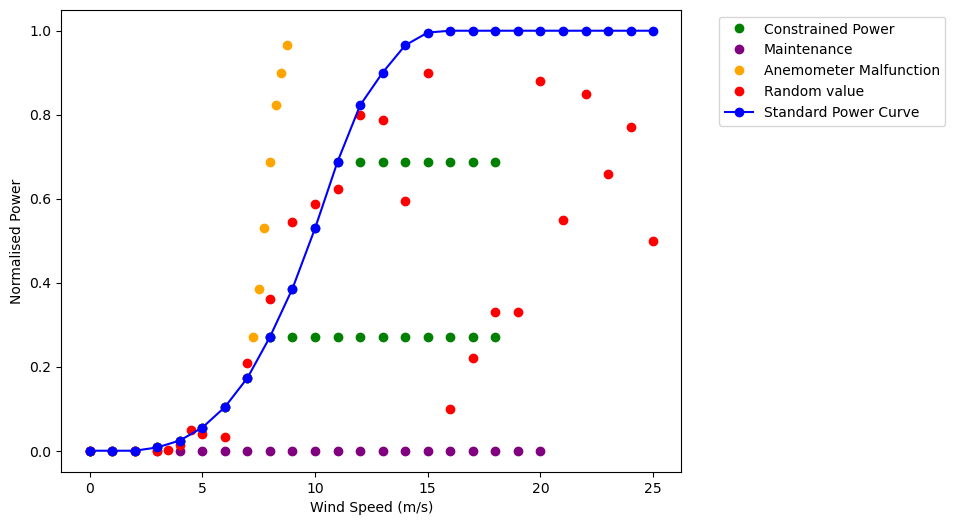 1.0
0.8
0.6
0.4
0.2
0.0
Normalised Power
0 5 10 15 20 25
Wind Speed (m/s)
Constrained Power
Maintenance
Anemometer Malfunction
Random value
Standard Power Curve